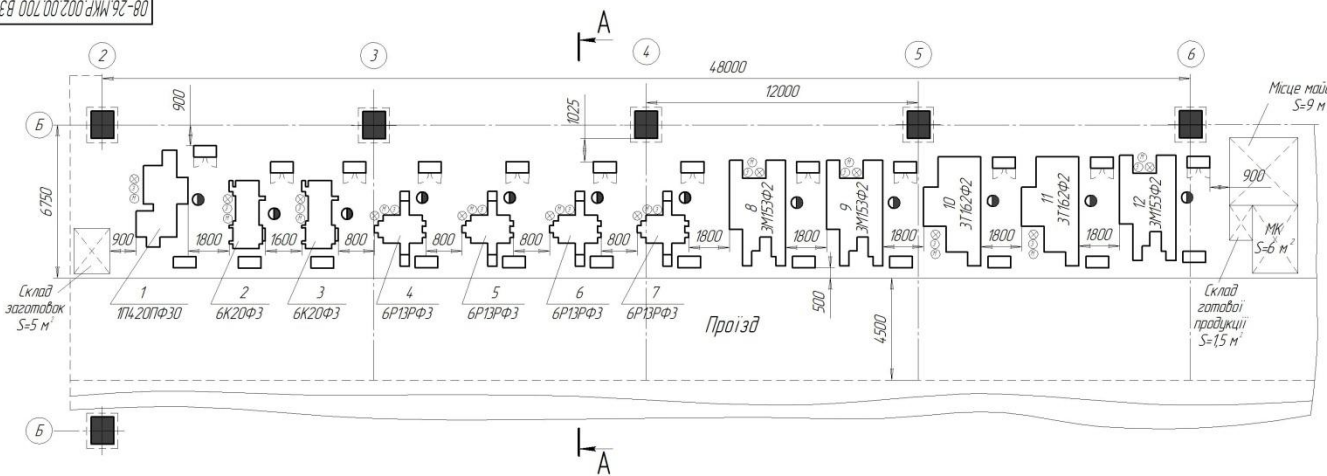 08-26.МКР.002.00.700 ВЗ
А
2
3
4
5
6
48000
12000
900
1025
Місце май
S=9 м
Б
6750
900
1800
1600
800
800
800
800
1800
1800
1800
1800
1800
900
8
3М153Ф2
9
3М153Ф2
10
3Т162Ф2
11
3Т162Ф2
12
3М153Ф2
МК
S=6 м²
Склад
заготовок
S=5 м²
1
1П420ПФ30
2
6К20Ф3
3
6К20Ф3
4
6Р13РФ3
5
6Р13РФ3
6
6Р13РФ3
7
6Р13РФ3
Проїзд
500
4500
Склад
готової
продукції
S=1,5 м²
Б
А